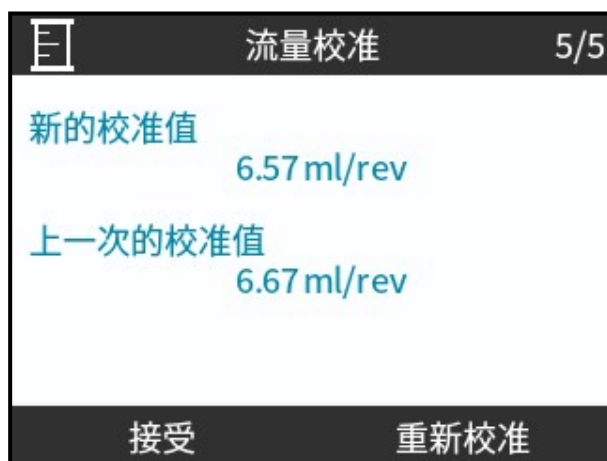 流量校准 5/5
新的校准值
6.57 ml/rev
上一次的校准值
6.67 ml/rev
接受 重新校准